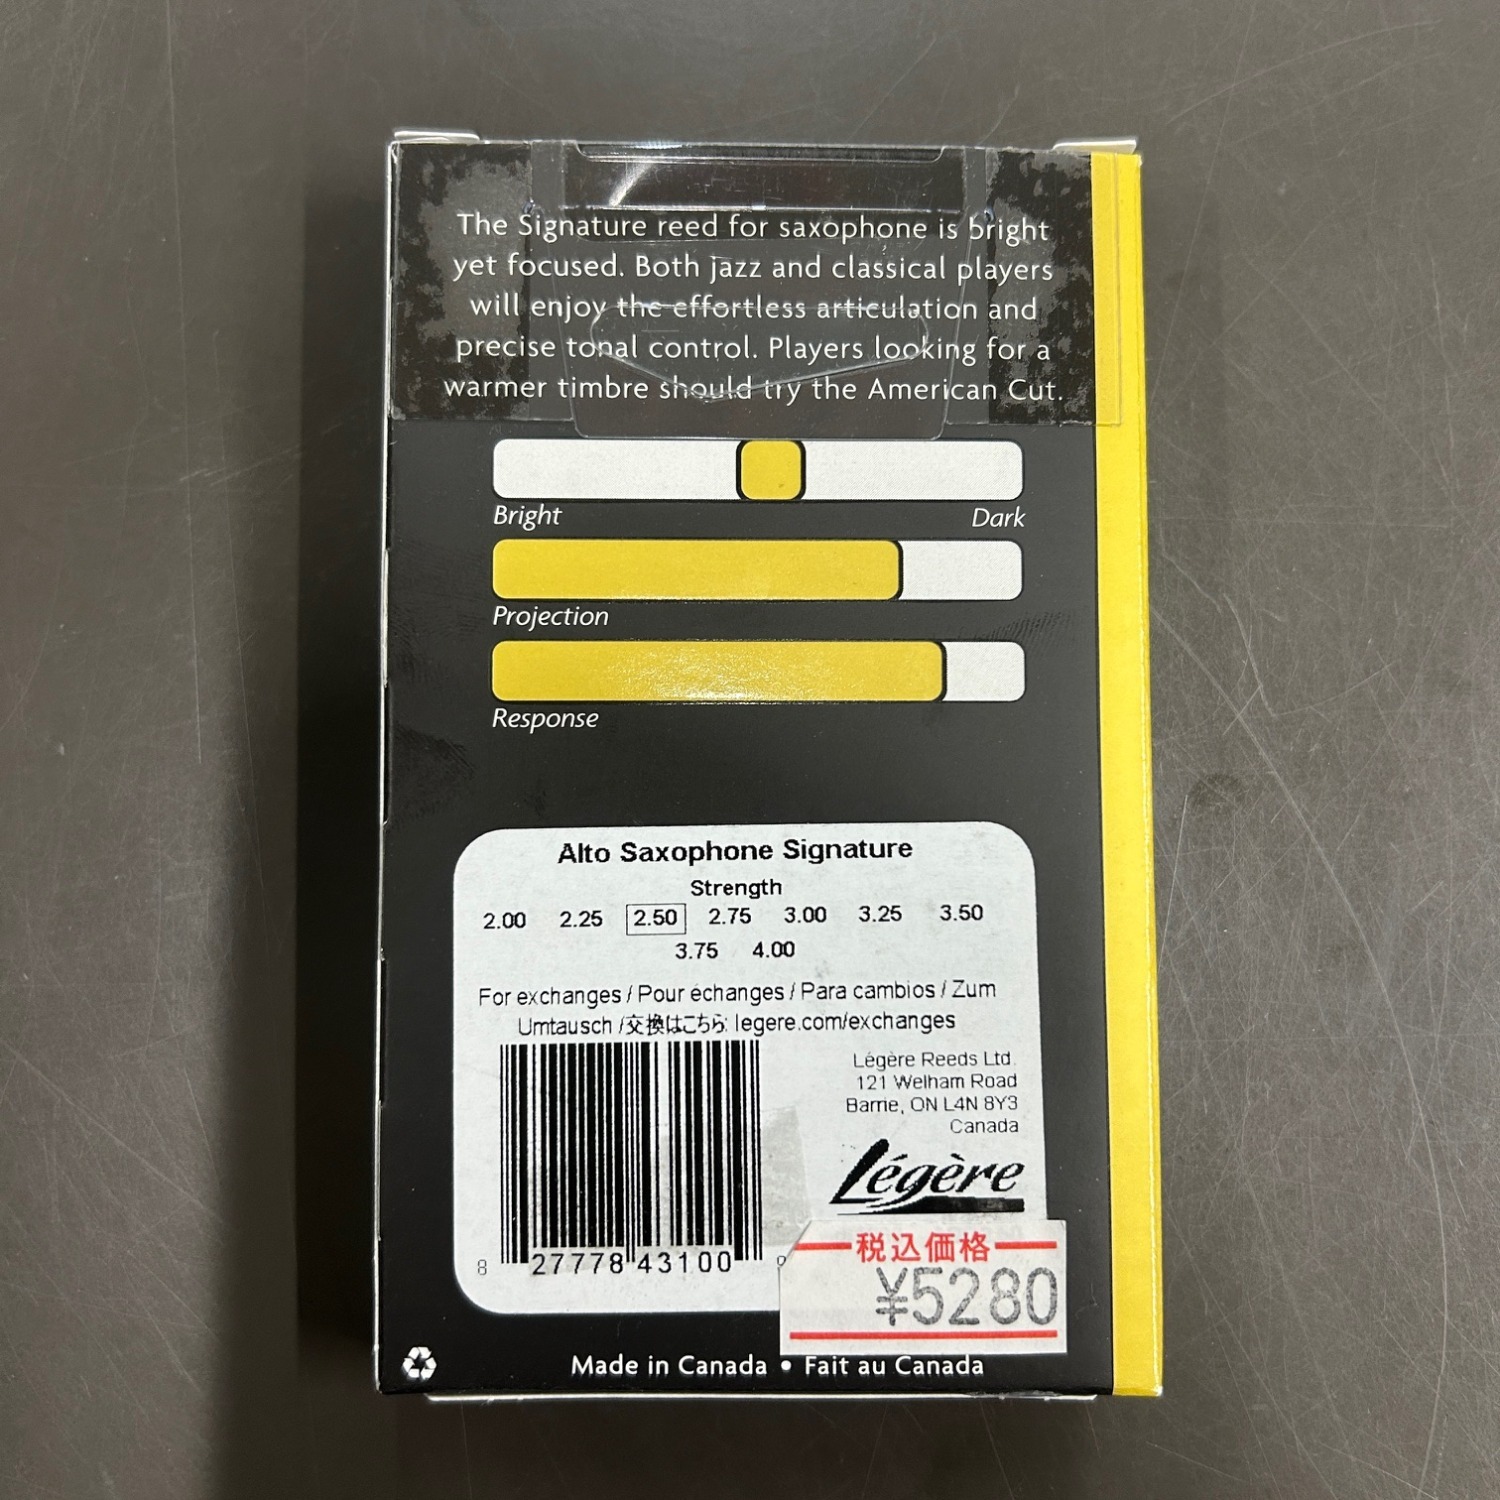 The Signature reed for saxophone is bright
yet focused. Both jazz and classical players
will enjoy the effortless articulation and
precise tonal control. Players looking for a
warmer timbre should try the American Cut.
Bright
Dark
Projection
Response
Alto Saxophone Signature
Strength
2.00 2.25 2.50 2.75 3.00 3.25 3.50
3.75 4.00
For exchanges / Pour échanges / Para cambios / Zum
Umtausch /交換はこちら: legere.com/exchanges
Légère Reeds Ltd.
121 Welham Road
Barrie, ON L4N 8Y3
Canada
Légère
8 27778 43100
税込価格
¥5280
Made in Canada • Fait au Canada